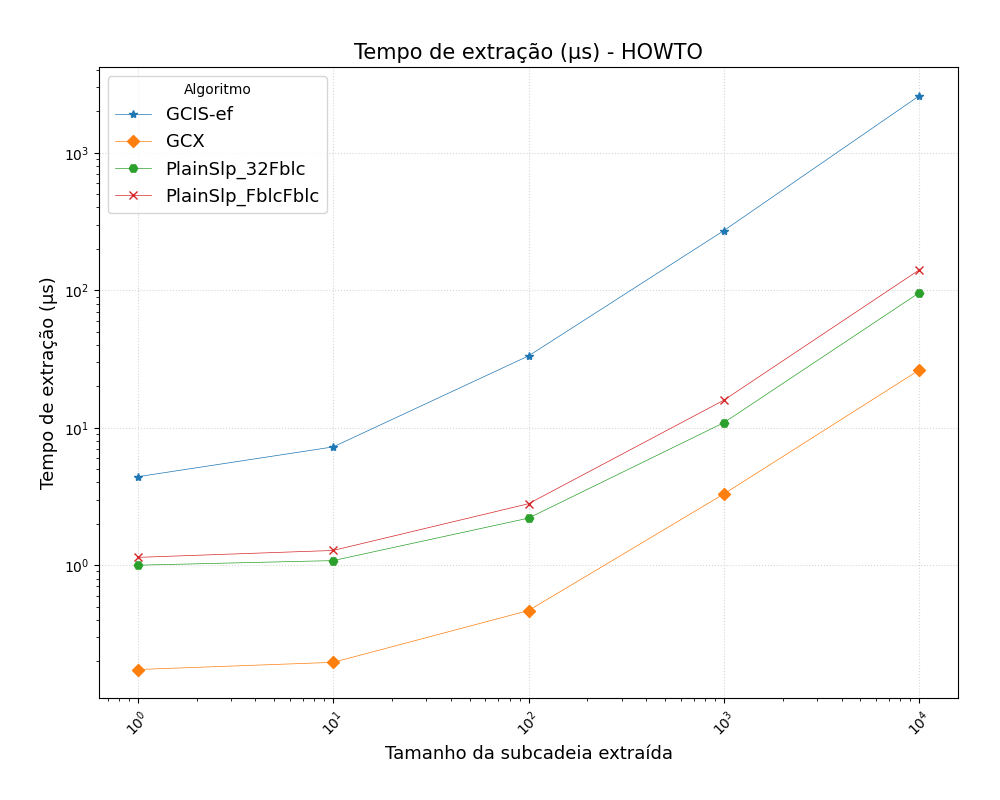 Tempo de extração (µs) - HOWTO
Algoritmo
GCIS-ef
GCX
PlainSlp_32Fblc
PlainSlp_FblcFblc
Tempo de extração (µs)
10³
10²
10¹
10⁰
10⁰ 10¹ 10² 10³ 10⁴
Tamanho da subcadeia extraída